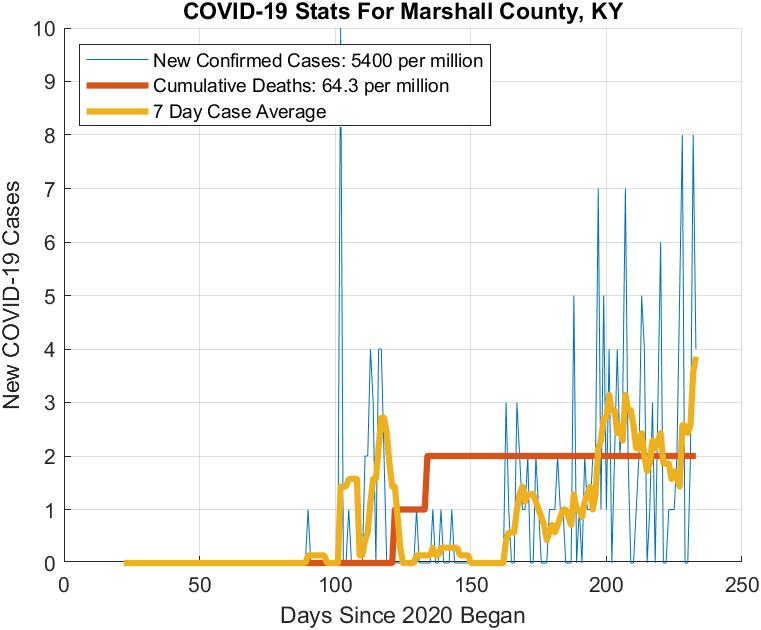 COVID-19 Stats For Marshall County, KY
New Confirmed Cases: 5400 per million
Cumulative Deaths: 64.3 per million
7 Day Case Average
New COVID-19 Cases
10
9
8
7
6
5
4
3
2
1
0
0 50 100 150 200 250
Days Since 2020 Began